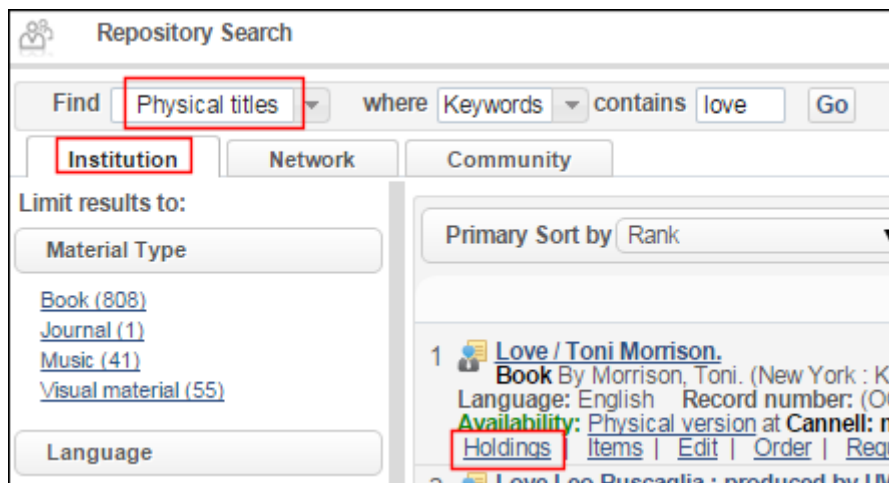 Repository Search
Find Physical titles where Keywords contains love Go
Institution Network Community
Limit results to:
Material Type
Book (808)
Journal (1)
Music (41)
Visual material (55)
Language
Primary Sort by Rank
1 Love / Toni Morrison.
Book By Morrison, Toni. (New York : K
Language: English Record number: (O
Availability: Physical version at Cannell:
Holdings | Items | Edit | Order |
Love Leo Buscaglia : produced by